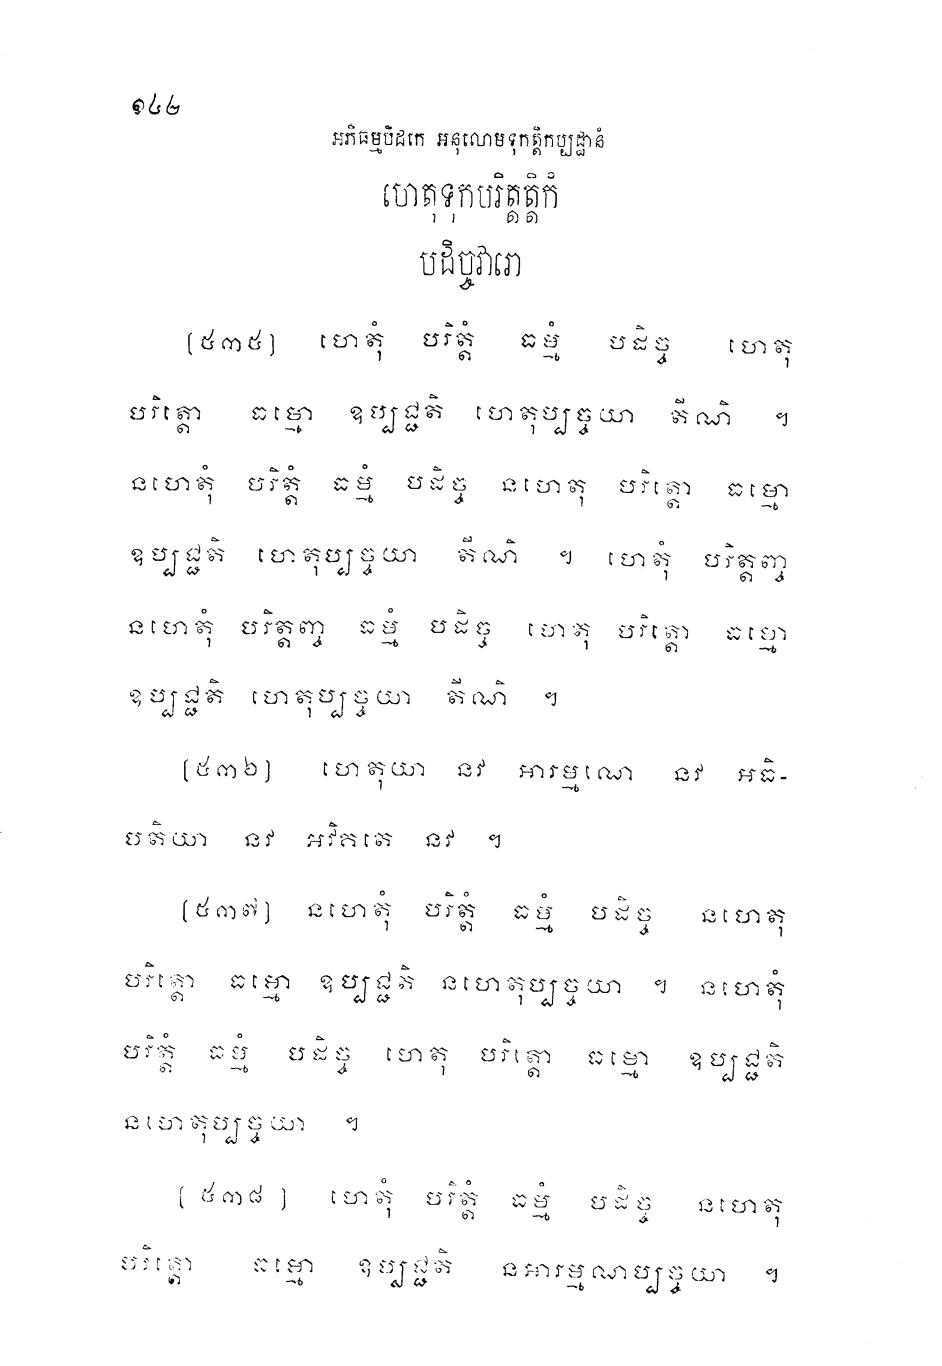 ១៤២
អភិធម្មបិដកេ អនុលោមទុកត្តិកប្បដ្ឋានំ
ហេតុទុកបរិត្តត្តិកំ
បដិច្ចវារោ
[៥៣៥] ហេតុំ បរិត្តំ ធម្មំ បដិច្ច ហេតុ
បរិត្តោ ធម្មោ ឧប្បជ្ជតិ ហេតុប្បច្ចយា តីណិ ។
នហេតុំ បរិត្តំ ធម្មំ បដិច្ច នហេតុ បរិត្តោ ធម្មោ
ឧប្បជ្ជតិ ហេតុប្បច្ចយា តីណិ ។ ហេតុំ បរិត្តញ្ច
នហេតុំ បរិត្តញ្ច ធម្មំ បដិច្ច ហេតុ បរិត្តោ ធម្មោ
ឧប្បជ្ជតិ ហេតុប្បច្ចយា តីណិ ។
[៥៣៦] ហេតុយា នវ អារម្មណេ នវ អធិ-
បតិយា នវ អវិគតេ នវ ។
[៥៣៧] នហេតុំ បរិត្តំ ធម្មំ បដិច្ច នហេតុ
បរិត្តោ ធម្មោ ឧប្បជ្ជតិ នហេតុប្បច្ចយា ។ នហេតុំ
បរិត្តំ ធម្មំ បដិច្ច ហេតុ បរិត្តោ ធម្មោ ឧប្បជ្ជតិ
នហេតុប្បច្ចយា ។
[៥៣៨] ហេតុំ បរិត្តំ ធម្មំ បដិច្ច នហេតុ
បរិត្តោ ធម្មោ ឧប្បជ្ជតិ នអារម្មណប្បច្ចយា ។